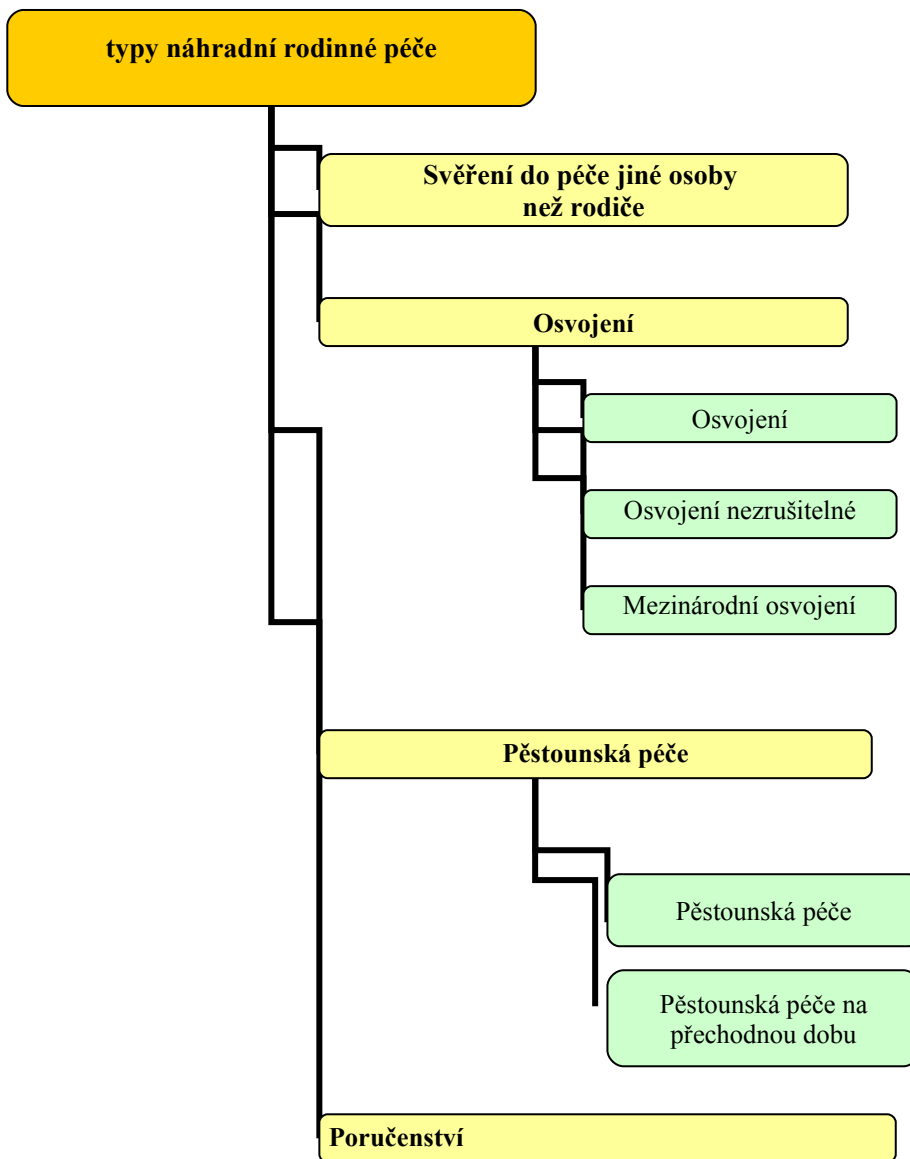 typy náhradní rodinné péče
Svěření do péče jiné osoby
než rodiče
Osvojení
Osvojení
Osvojení nezrušitelné
Mezinárodní osvojení
Pěstounská péče
Pěstounská péče
Pěstounská péče na
přechodnou dobu
Poručenství